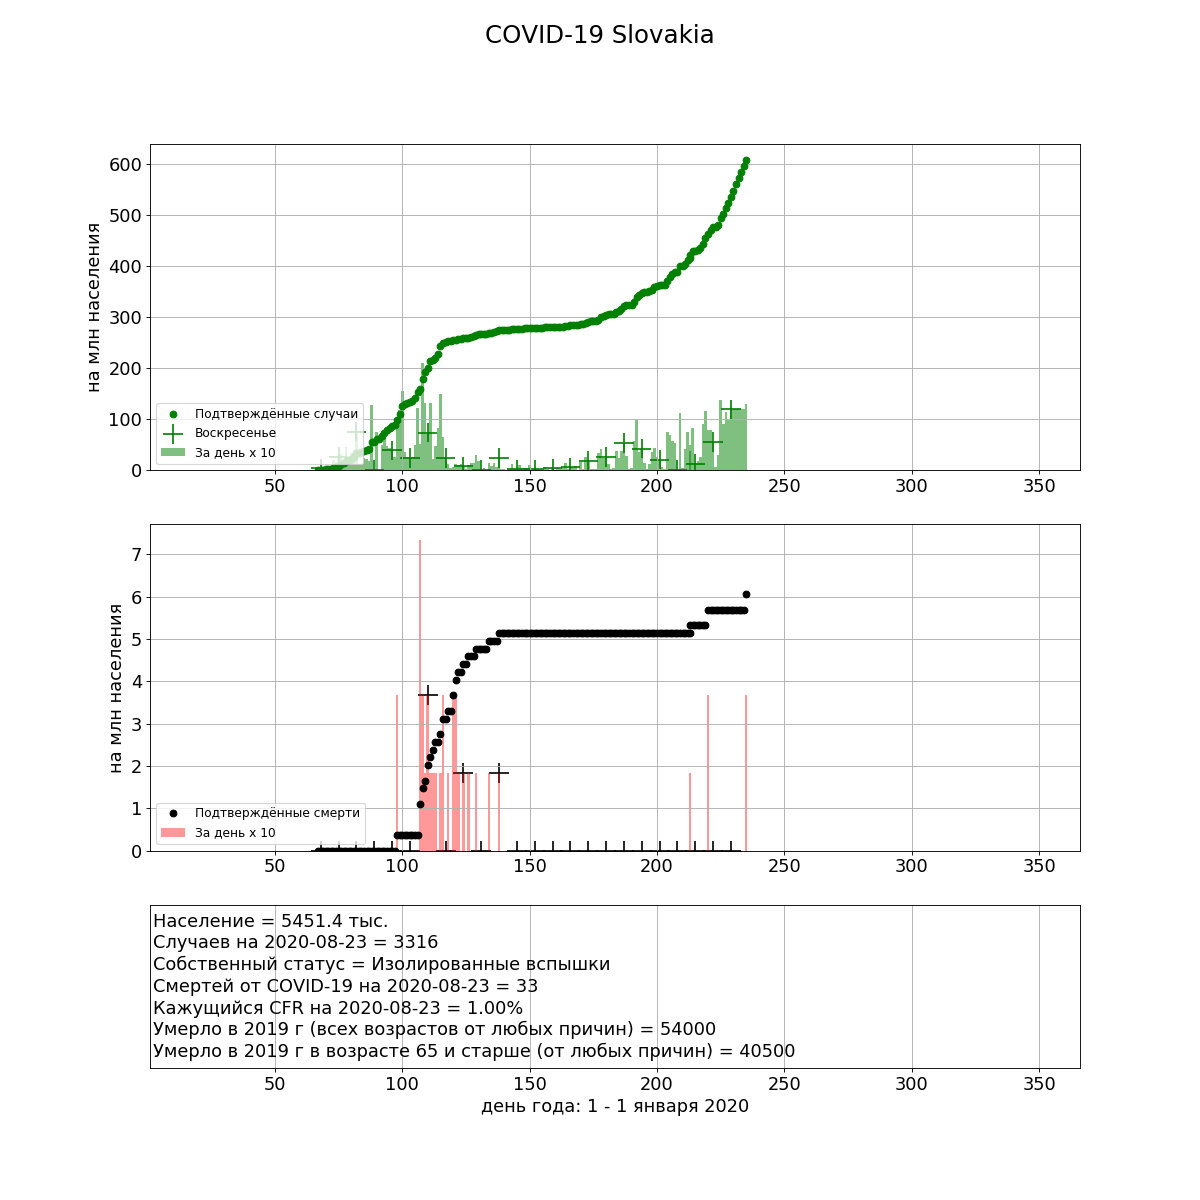 COVID-19 Slovakia
600
500
400
300
200
100
0
на млн населения
Подтверждённые случаи
Воскресенье
За день x 10
50 100 150 200 250 300 350
7
6
5
4
3
2
1
0
на млн населения
Подтверждённые смерти
За день x 10
50 100 150 200 250 300 350
Население = 5451.4 тыс.
Случаев на 2020-08-23 = 3316
Собственный статус = Изолированные вспышки
Смертей от COVID-19 на 2020-08-23 = 33
Кажущийся CFR на 2020-08-23 = 1.00%
Умерло в 2019 г (всех возрастов от любых причин) = 54000
Умерло в 2019 г в возрасте 65 и старше (от любых причин) = 40500
50 100 150 200 250 300 350
день года: 1 - 1 января 2020